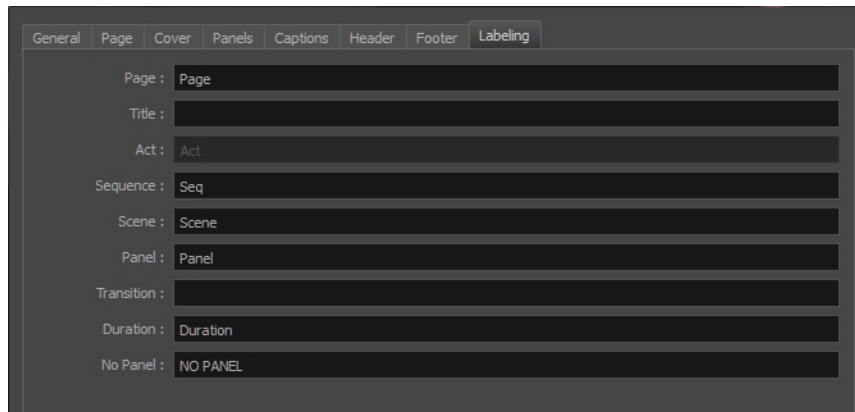 General Page Cover Panels Captions Header Footer Labeling
Page : Page
Title :
Act : Act
Sequence : Seq
Scene : Scene
Panel : Panel
Transition :
Duration : Duration
No Panel : NO PANEL